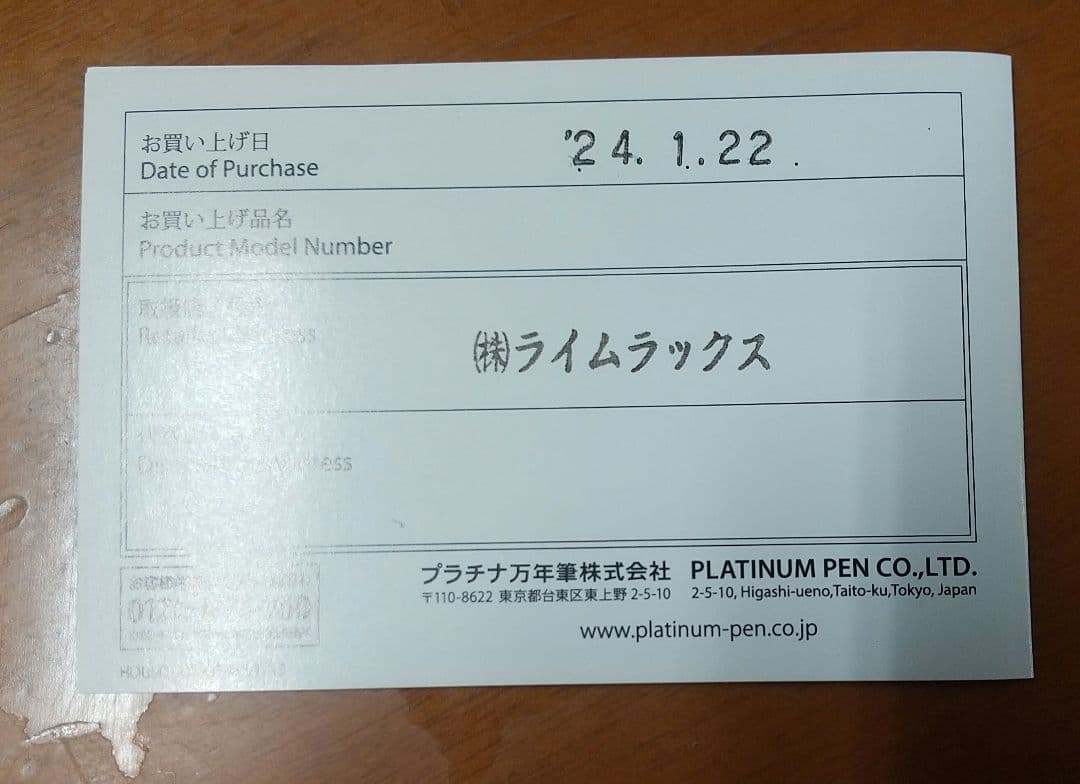 お買い上げ日
Date of Purchase
'24. 1. 22.
お買い上げ品名
Product Model Number
㈱ライムラックス
プラチナ万年筆株式会社 PLATINUM PEN CO.,LTD.
〒110-8622 東京都台東区東上野 2-5-10 2-5-10, Higashi-ueno,Taito-ku,Tokyo, Japan
www.platinum-pen.co.jp